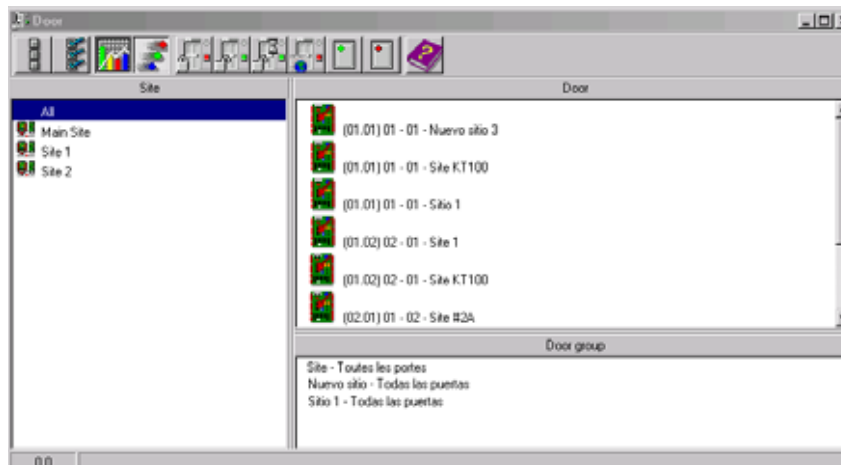 Door
Site
All
Main Site
Site 1
Site 2
Door
(01.01) 01 - 01 - Nuevo sitio 3
(01.01) 01 - 01 - Site KT100
(01.01) 01 - 01 - Sitio 1
(01.02) 02 - 01 - Site 1
(01.02) 02 - 01 - Site KT100
(02.01) 01 - 02 - Site #2A
Door group
Site - Toutes les portes
Nuevo sitio - Todas las puertas
Sitio 1 - Todas las puertas